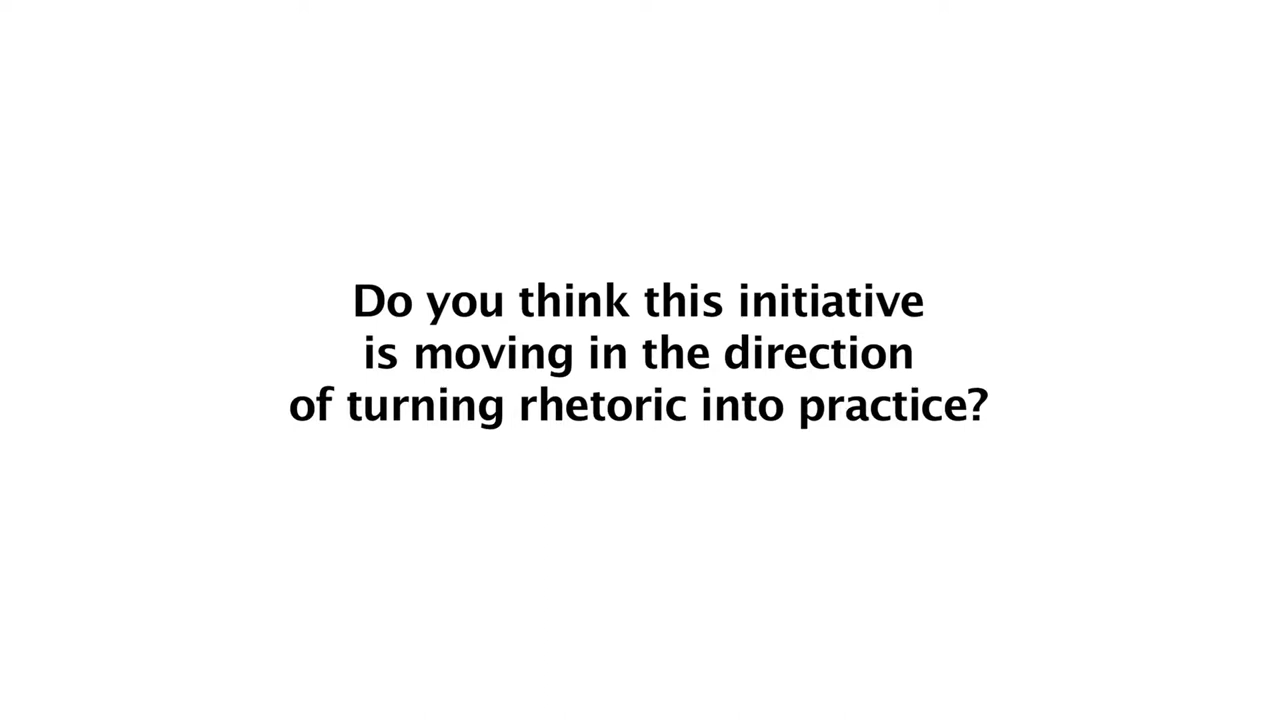 Do you think this initiative
is moving in the direction
of turning rhetoric into practice?